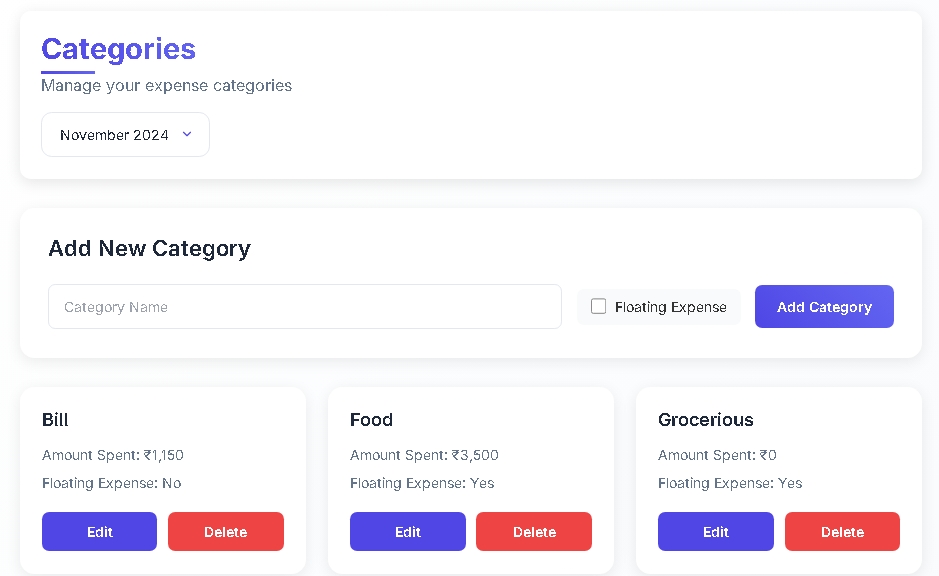 Categories
Manage your expense categories
November 2024
Add New Category
Category Name
Floating Expense
Add Category
Bill
Amount Spent: ₹1,150
Floating Expense: No
Edit
Delete
Food
Amount Spent: ₹3,500
Floating Expense: Yes
Edit
Delete
Grocerious
Amount Spent: ₹0
Floating Expense: Yes
Edit
Delete